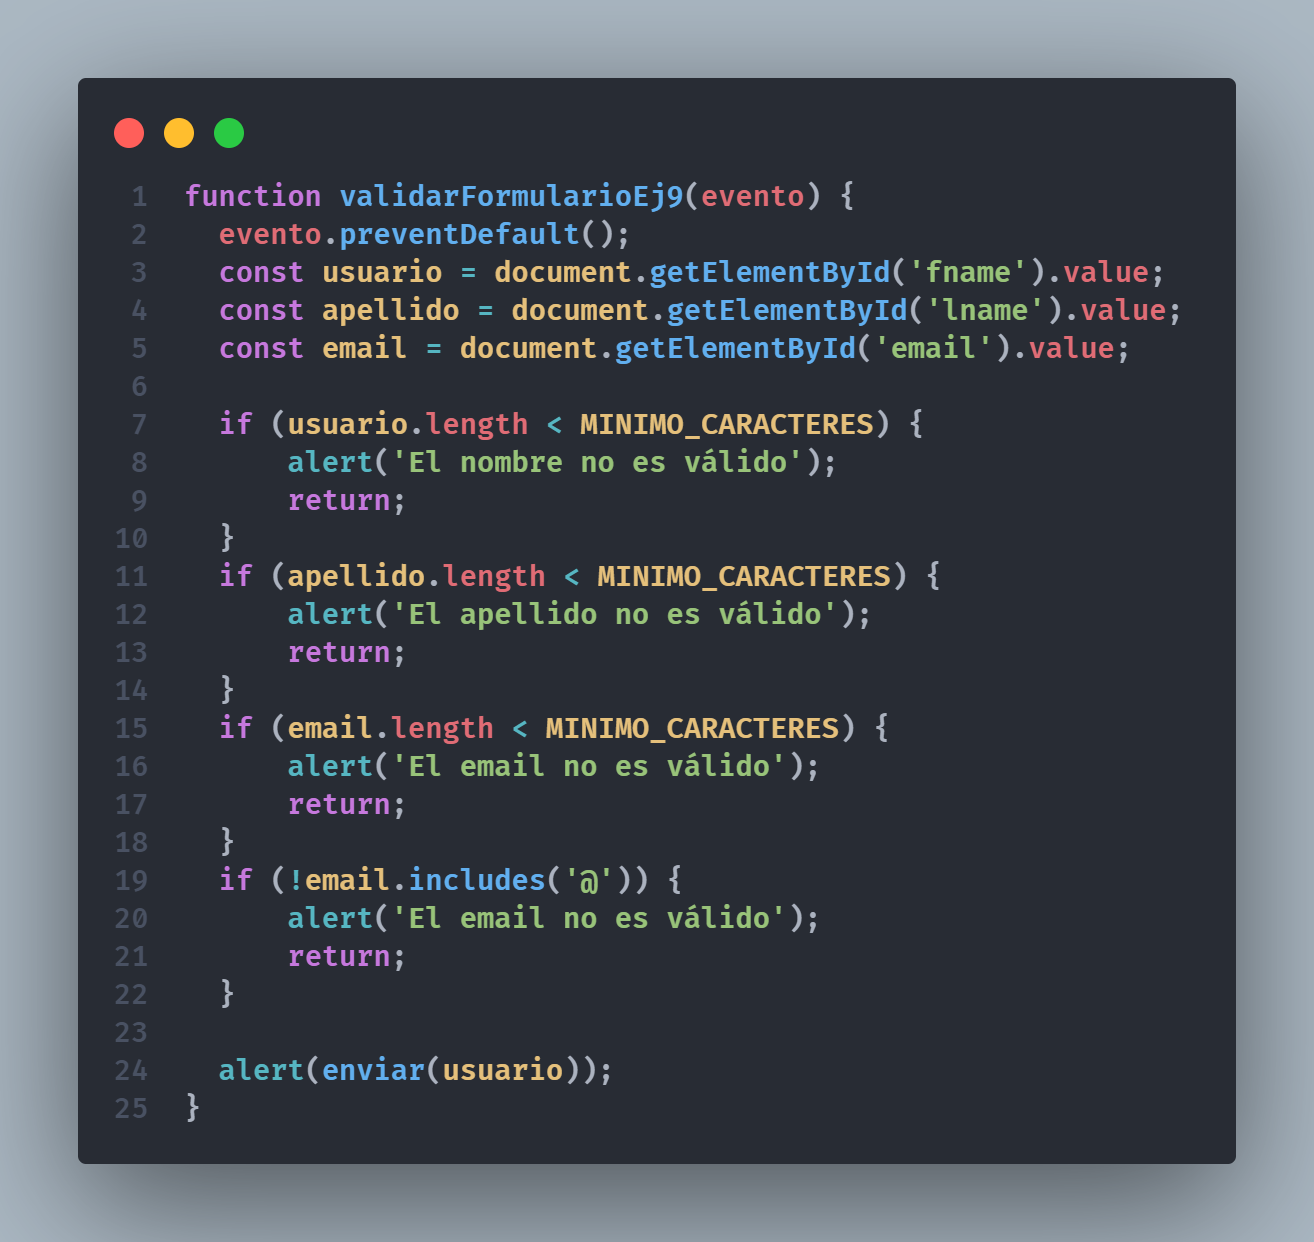 1 function validarFormularioEj9(evento) {
2   evento.preventDefault();
3   const usuario = document.getElementById('fname').value;
4   const apellido = document.getElementById('lname').value;
5   const email = document.getElementById('email').value;
6
7   if (usuario.length < MINIMO_CARACTERES) {
8       alert('El nombre no es válido');
9       return;
10   }
11   if (apellido.length < MINIMO_CARACTERES) {
12       alert('El apellido no es válido');
13       return;
14   }
15   if (email.length < MINIMO_CARACTERES) {
16       alert('El email no es válido');
17       return;
18   }
19   if (!email.includes('@')) {
20       alert('El email no es válido');
21       return;
22   }
23
24   alert(enviar(usuario));
25 }